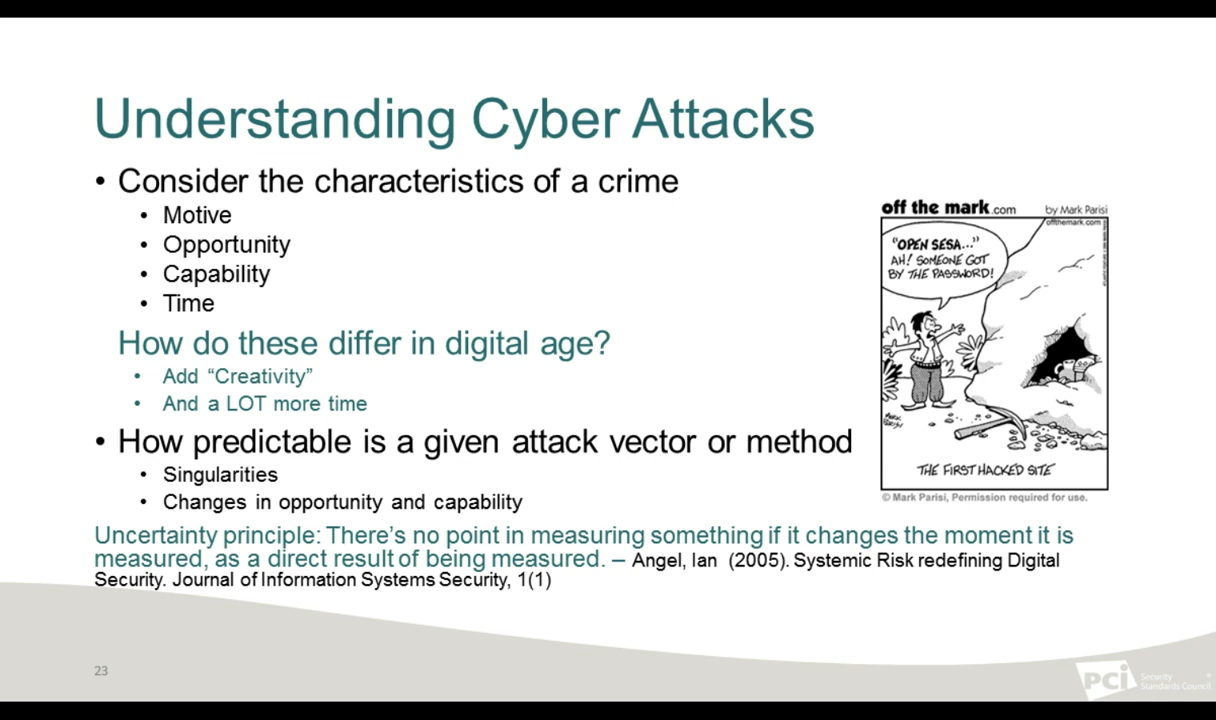 Understanding Cyber Attacks
• Consider the characteristics of a crime
• Motive
• Opportunity
• Capability
• Time
How do these differ in digital age?
• Add “Creativity”
• And a LOT more time
• How predictable is a given attack vector or method
• Singularities
• Changes in opportunity and capability
Uncertainty principle: There’s no point in measuring something if it changes the moment it is
measured, as a direct result of being measured. – Angel, Ian (2005). Systemic Risk redefining Digital
Security. Journal of Information Systems Security, 1(1)
off the mark.com by Mark Parisi
offthemark.com
“OPEN SESA...”
AH! SOMEONE GOT
BY THE PASSWORD!
MARK
PARISI
THE FIRST HACKED SITE
© Mark Parisi, Permission required for use.
23
PCI Security
Standards Council